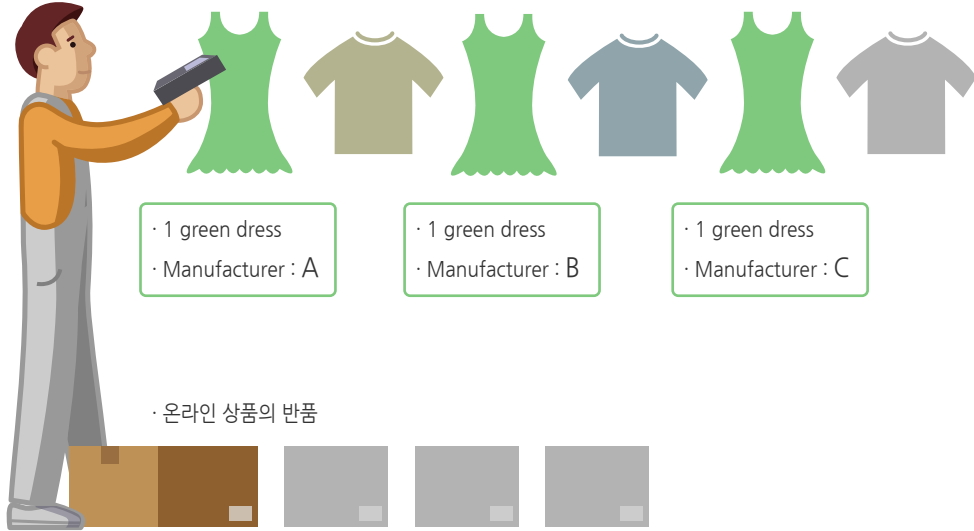 · 1 green dress
· Manufacturer : A
· 1 green dress
· Manufacturer : B
· 1 green dress
· Manufacturer : C
· 온라인 상품의 반품